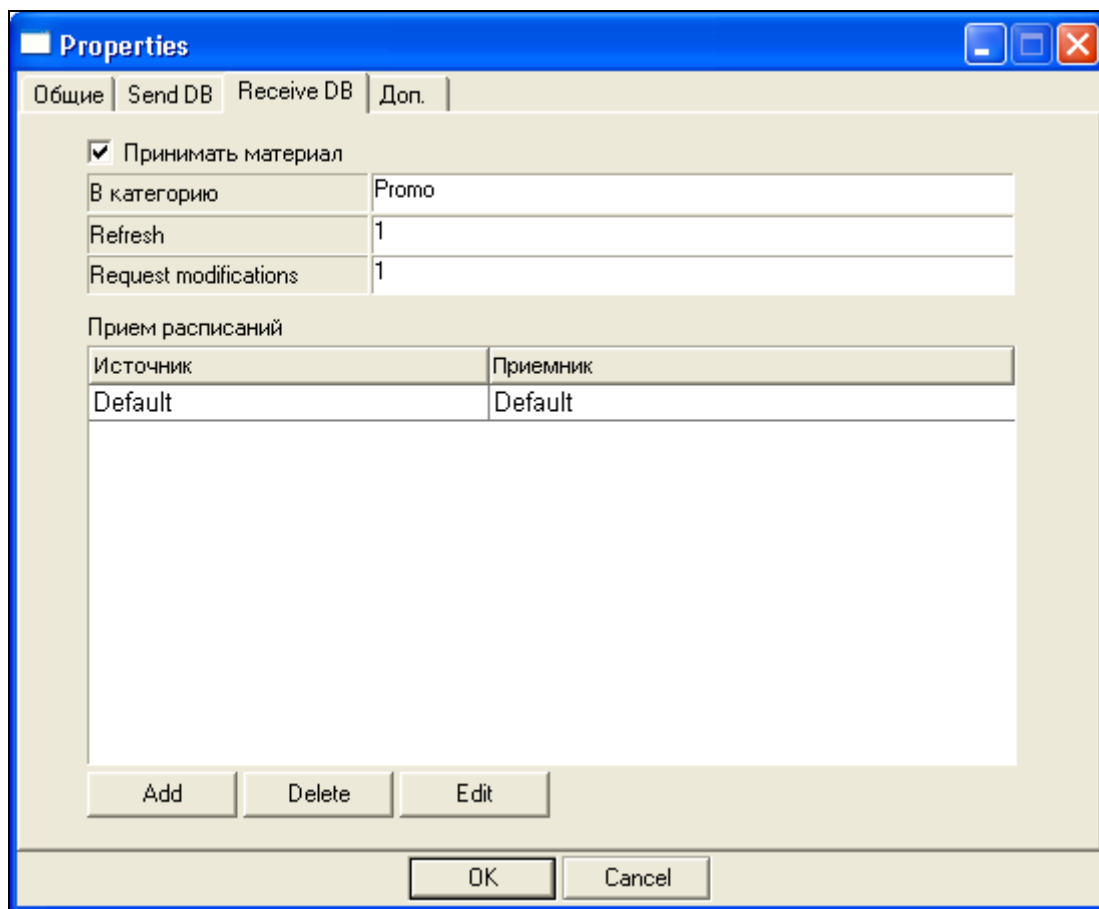 Properties
Общие Send DB Receive DB Доп.
Принимать материал
В категорию Promo
Refresh 1
Request modifications 1
Прием расписаний
Источник Приемник
Default Default
Add Delete Edit
OK Cancel